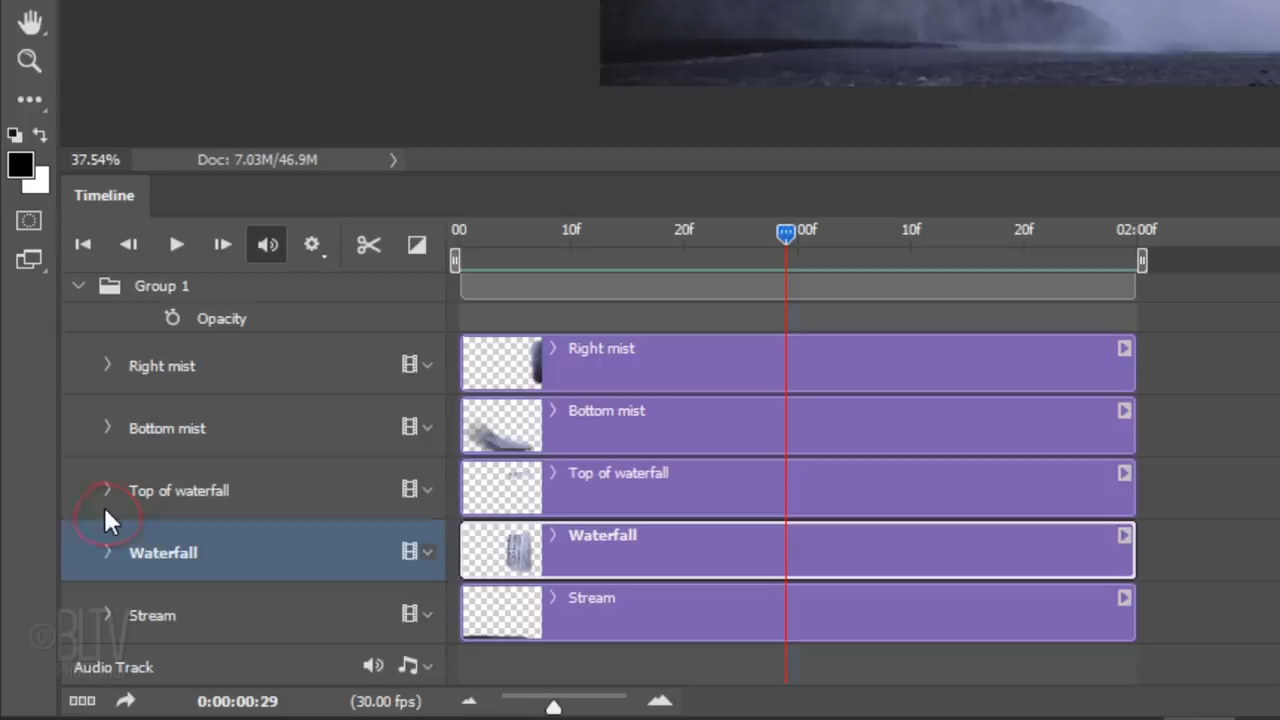 37.54% Doc: 7.03M/46.9M
Timeline
00 10f 20f 00f 10f 20f 02:00f
Group 1
Opacity
Right mist Right mist
Bottom mist Bottom mist
Top of waterfall Top of waterfall
Waterfall Waterfall
Stream Stream
© BLTV
Audio Track
0:00:00:29 (30.00 fps)